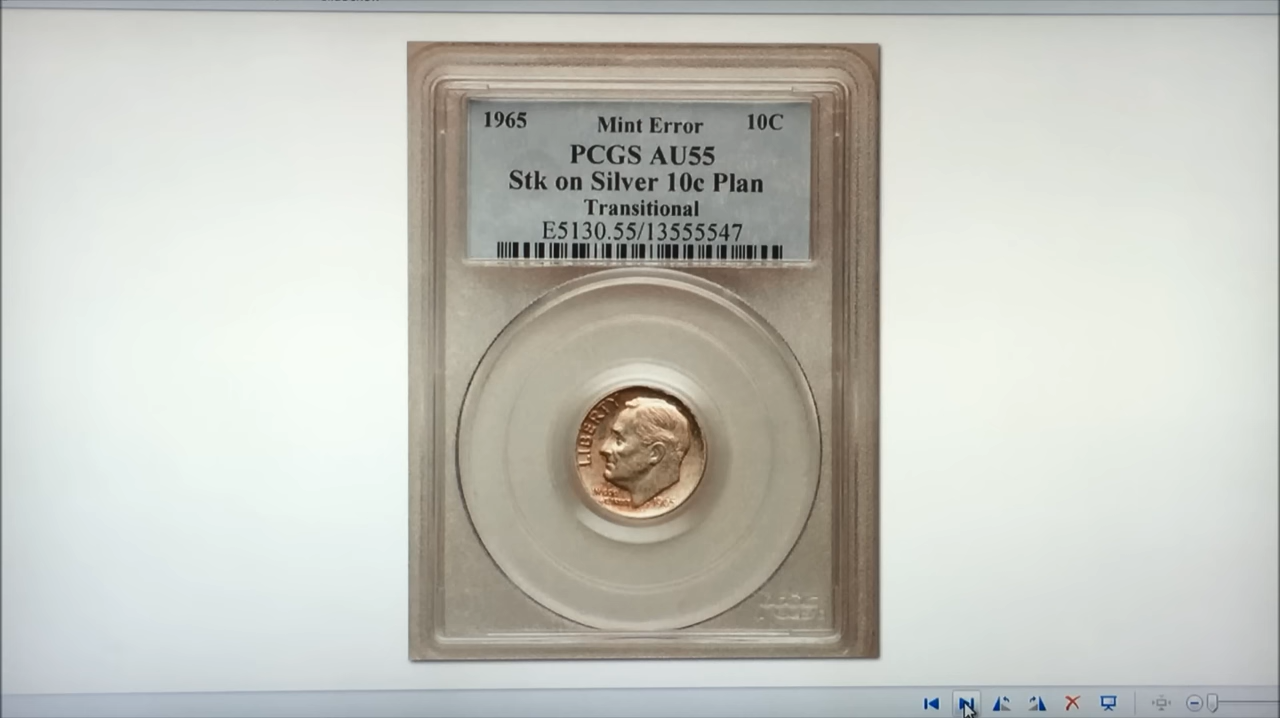 1965 Mint Error 10C
PCGS AU55
Stk on Silver 10c Plan
Transitional
E5130.55/13555547
LIBERTY